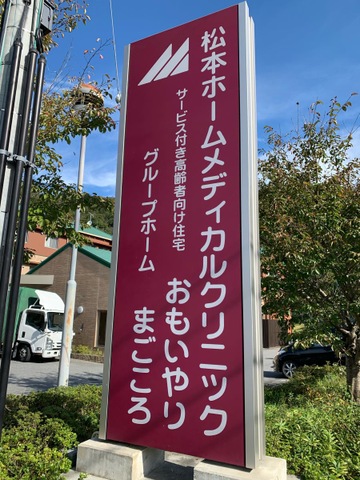 松本ホームメディカルクリニック
サービス付き高齢者向け住宅
おもいやり
グループホーム
まごころ